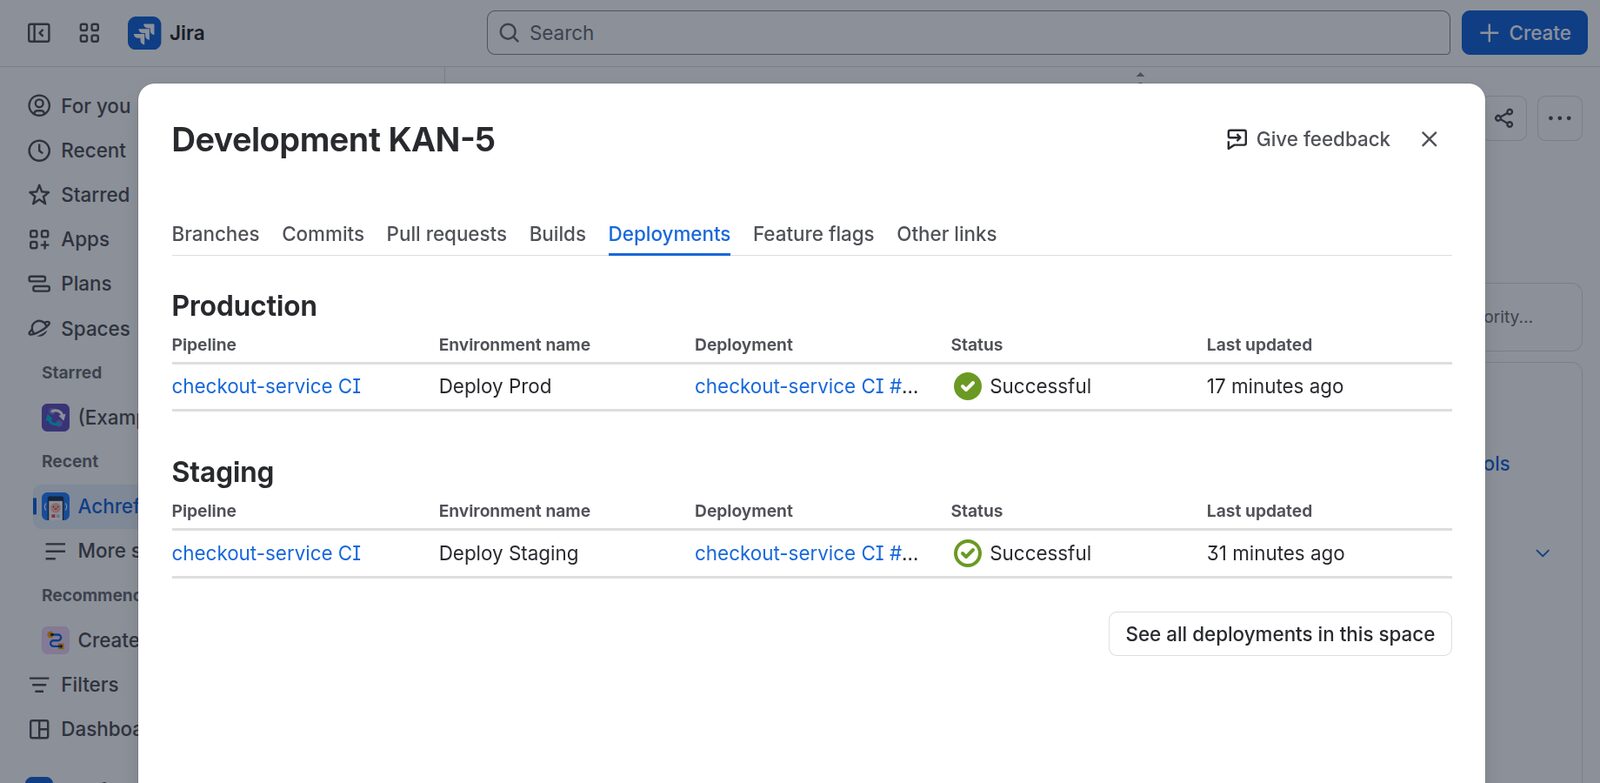 Jira
Search
Create
For you
Recent
Starred
Apps
Plans
Spaces
Starred
(Examp
Recent
Achref
More s
Recommend
Create
Filters
Dashboa
Development KAN-5
Give feedback
Branches Commits Pull requests Builds Deployments Feature flags Other links
Production
Pipeline Environment name Deployment Status Last updated
checkout-service CI Deploy Prod checkout-service CI #... Successful 17 minutes ago
Staging
Pipeline Environment name Deployment Status Last updated
checkout-service CI Deploy Staging checkout-service CI #... Successful 31 minutes ago
See all deployments in this space
ority...
ols